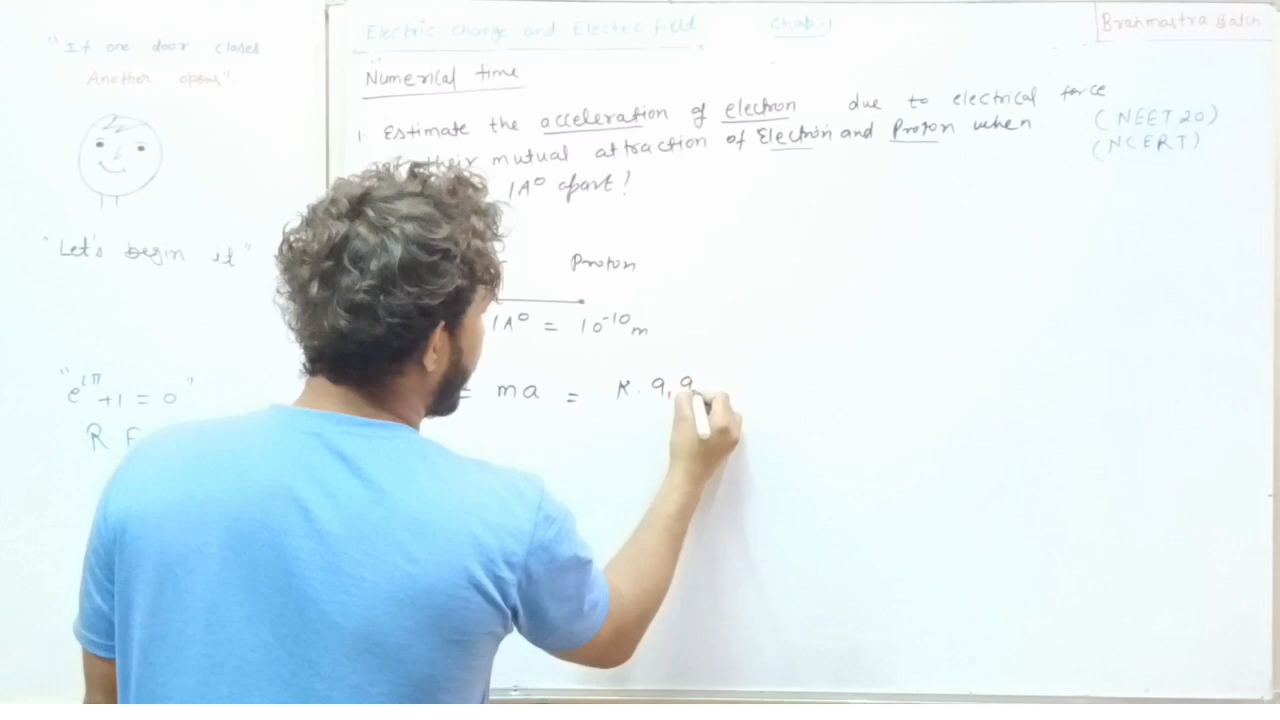 "If one door closes
Another opens".
"Let's begin it"
"e^iπ +1 = 0"
R
Electric charge and Electric field Chap-1
Brahmastra Batch
Numerical time
1. Estimate the acceleration of electron due to electrical force
their mutual attraction of Electron and Proton when
1A° apart!
(NEET 20)
(NCERT)
Proton
1A° = 10^-10 m
= ma = K. q1 q